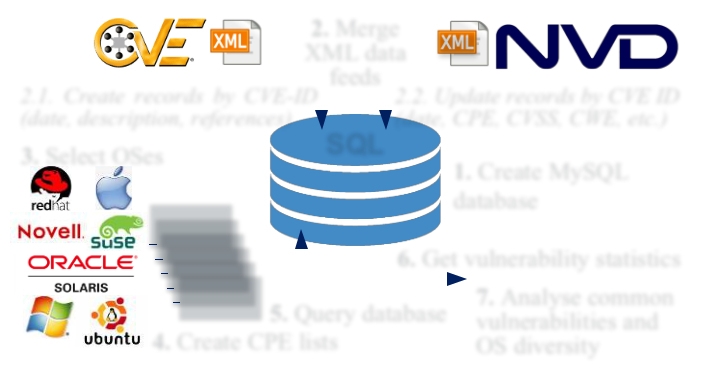 CVE
XML
2. Merge
XML data
feeds
XML
NVD
2.1. Create records by CVE-ID
(date, description, references)
2.2. Update records by CVE ID
(date, CPE, CVSS, CWE, etc.)
SQL
3. Select OSes
1. Create MySQL
database
redhat
Novell.
SUSE
ORACLE
SOLARIS
ubuntu
6. Get vulnerability statistics
5. Query database
7. Analyse common
vulnerabilities and
OS diversity
4. Create CPE lists